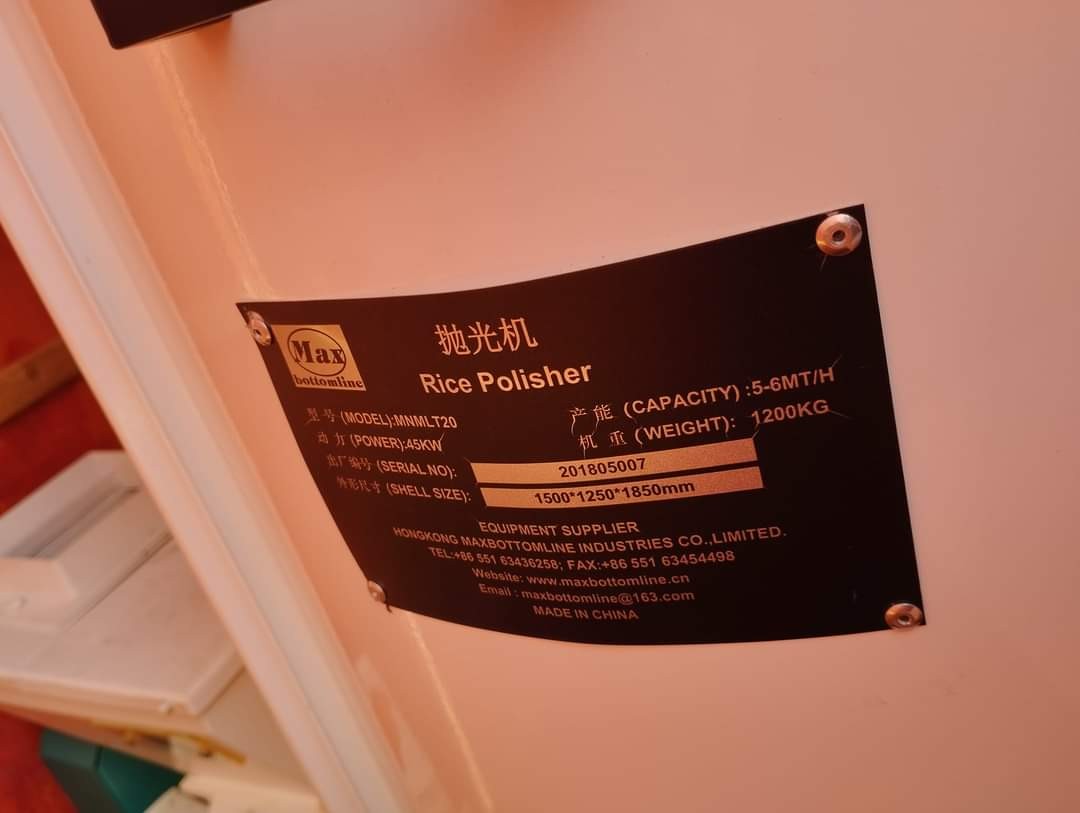 Max
bottomline
抛光机
Rice Polisher
型 号 (MODEL):MNMLT20
产 能 (CAPACITY) :5-6MT/H
动 力 (POWER):45KW
机 重 (WEIGHT): 1200KG
出厂编号 (SERIAL NO): 201805007
外形尺寸 (SHELL SIZE): 1500*1250*1850mm
EQUIPMENT SUPPLIER
HONGKONG MAXBOTTOMLINE INDUSTRIES CO.,LIMITED.
TEL:+86 551 63436258; FAX:+86 551 63454498
Website: www.maxbottomline.cn
Email : maxbottomline@163.com
MADE IN CHINA